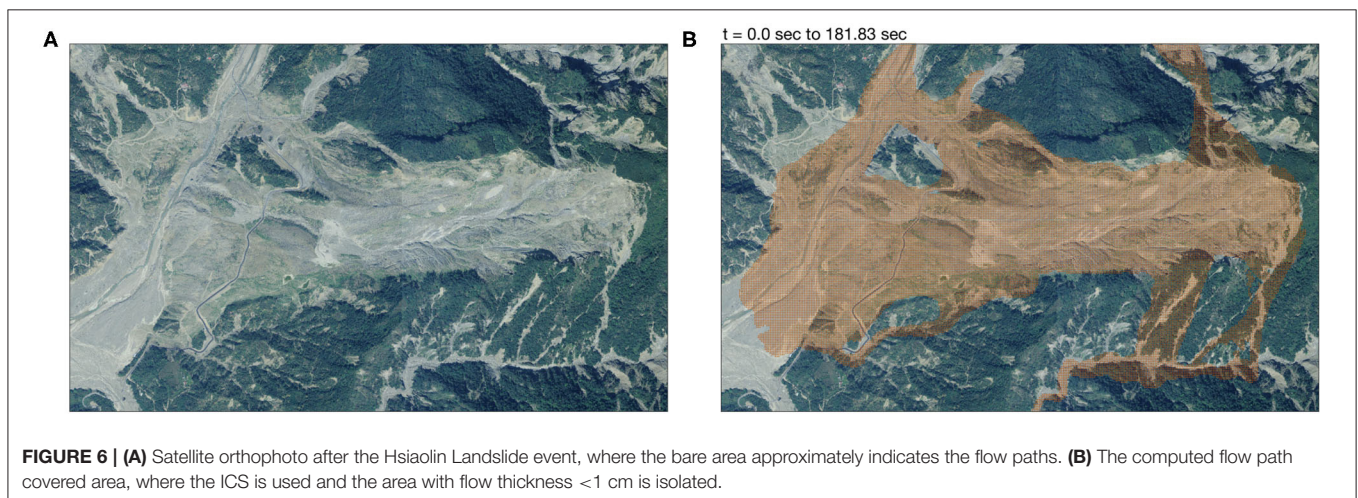 A
B
t = 0.0 sec to 181.83 sec
FIGURE 6 | (A) Satellite orthophoto after the Hsiaolin Landslide event, where the bare area approximately indicates the flow paths. (B) The computed flow path
covered area, where the ICS is used and the area with flow thickness <1 cm is isolated.